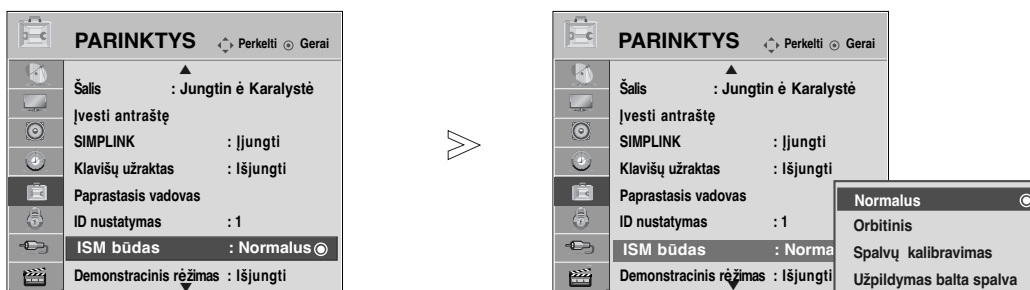 PARINKTYS Perkelti Gerai
Šalis : Jungtin ė Karalystė
Įvesti antraštę
SIMPLINK : Įjungti
Klavišų užraktas : Išjungti
Paprastasis vadovas
ID nustatymas : 1
ISM būdas : Normalus
Demonstracinis rėžimas : Išjungti
PARINKTYS Perkelti Gerai
Šalis : Jungtin ė Karalystė
Įvesti antraštę
SIMPLINK : Įjungti
Klavišų užraktas : Išjungti
Paprastasis vadovas
ID nustatymas : 1
ISM būdas : Norma
Demonstracinis rėžimas : Išjungti
Normalus
Orbitinis
Spalvų kalibravimas
Užpildymas balta spalva